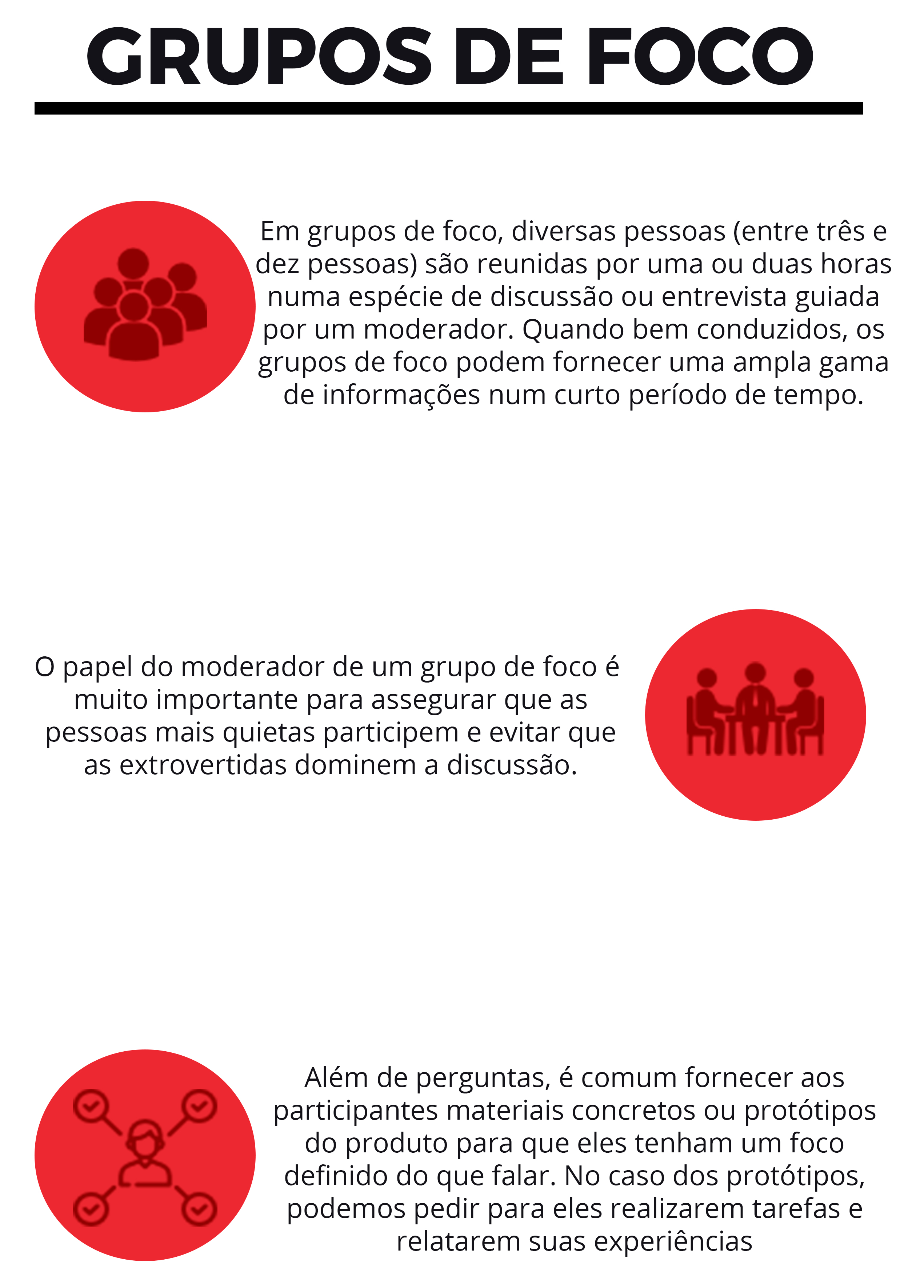 GRUPOS DE FOCO
Em grupos de foco, diversas pessoas (entre três e
dez pessoas) são reunidas por uma ou duas horas
numa espécie de discussão ou entrevista guiada
por um moderador. Quando bem conduzidos, os
grupos de foco podem fornecer uma ampla gama
de informações num curto período de tempo.
O papel do moderador de um grupo de foco é
muito importante para assegurar que as
pessoas mais quietas participem e evitar que
as extrovertidas dominem a discussão.
Além de perguntas, é comum fornecer aos
participantes materiais concretos ou protótipos
do produto para que eles tenham um foco
definido do que falar. No caso dos protótipos,
podemos pedir para eles realizarem tarefas e
relatarem suas experiências